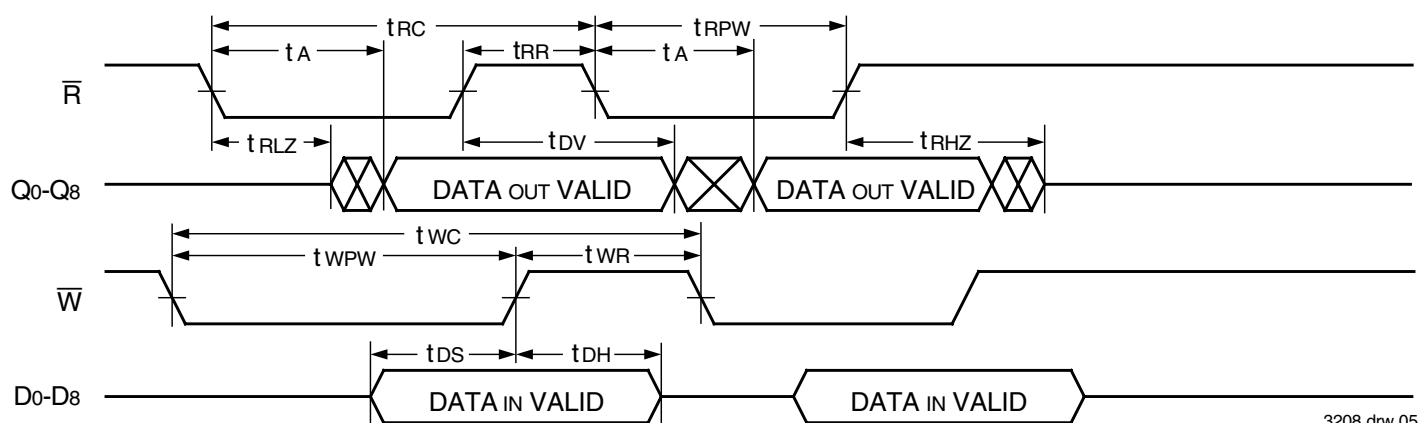 tRC tRPW
tA tRR tA
R̅
tRLZ tDV tRHZ
Q0-Q8 DATA OUT VALID DATA OUT VALID
tWC
tWPW tWR
W̅
tDS tDH
D0-D8 DATA IN VALID DATA IN VALID
3208 drw 05